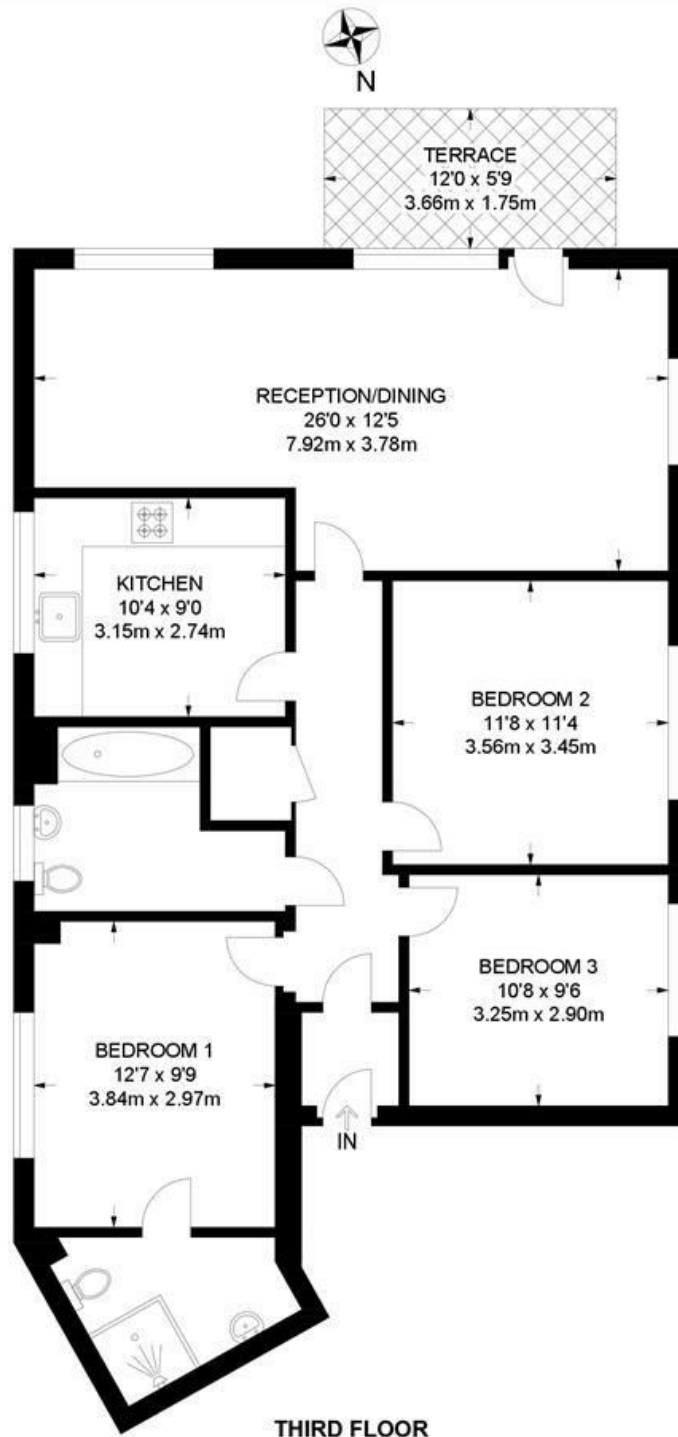 N
TERRACE
12'0 x 5'9
3.66m x 1.75m
RECEPTION/DINING
26'0 x 12'5
7.92m x 3.78m
KITCHEN
10'4 x 9'0
3.15m x 2.74m
BEDROOM 2
11'8 x 11'4
3.56m x 3.45m
BEDROOM 3
10'8 x 9'6
3.25m x 2.90m
BEDROOM 1
12'7 x 9'9
3.84m x 2.97m
IN
THIRD FLOOR